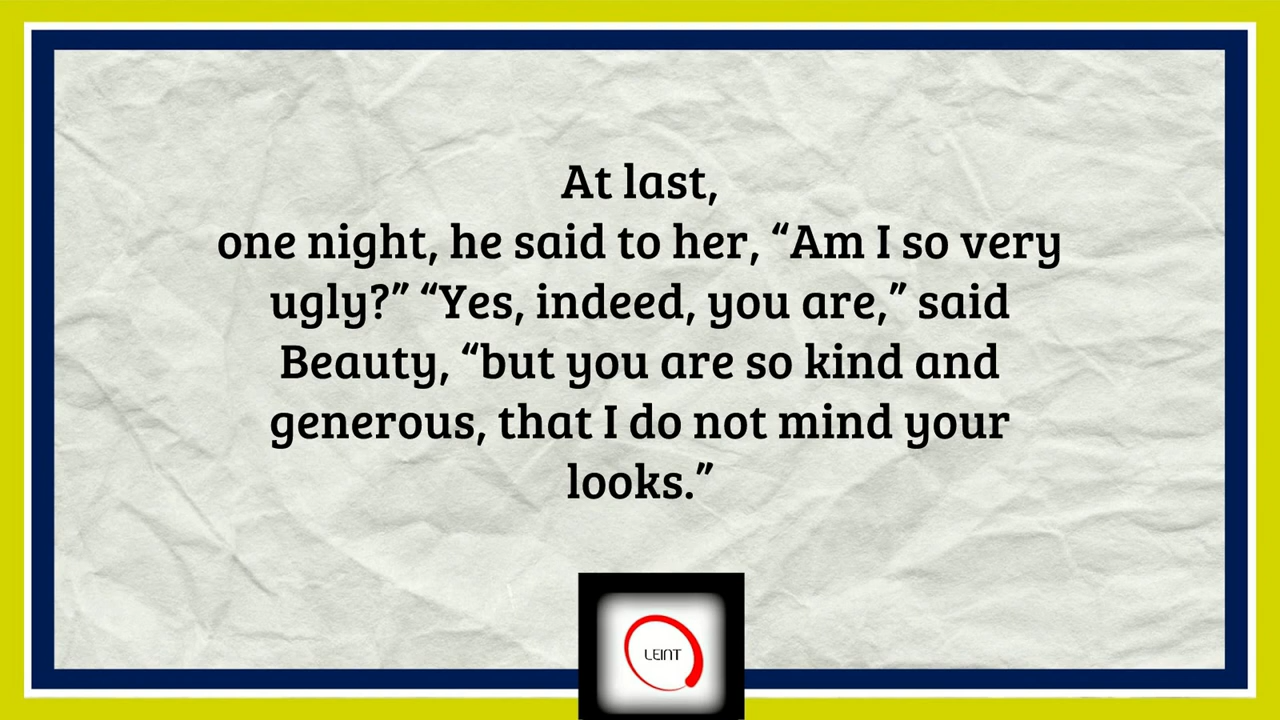 At last,
one night, he said to her, “Am I so very
ugly?” “Yes, indeed, you are,” said
Beauty, “but you are so kind and
generous, that I do not mind your
looks.”
LEINT